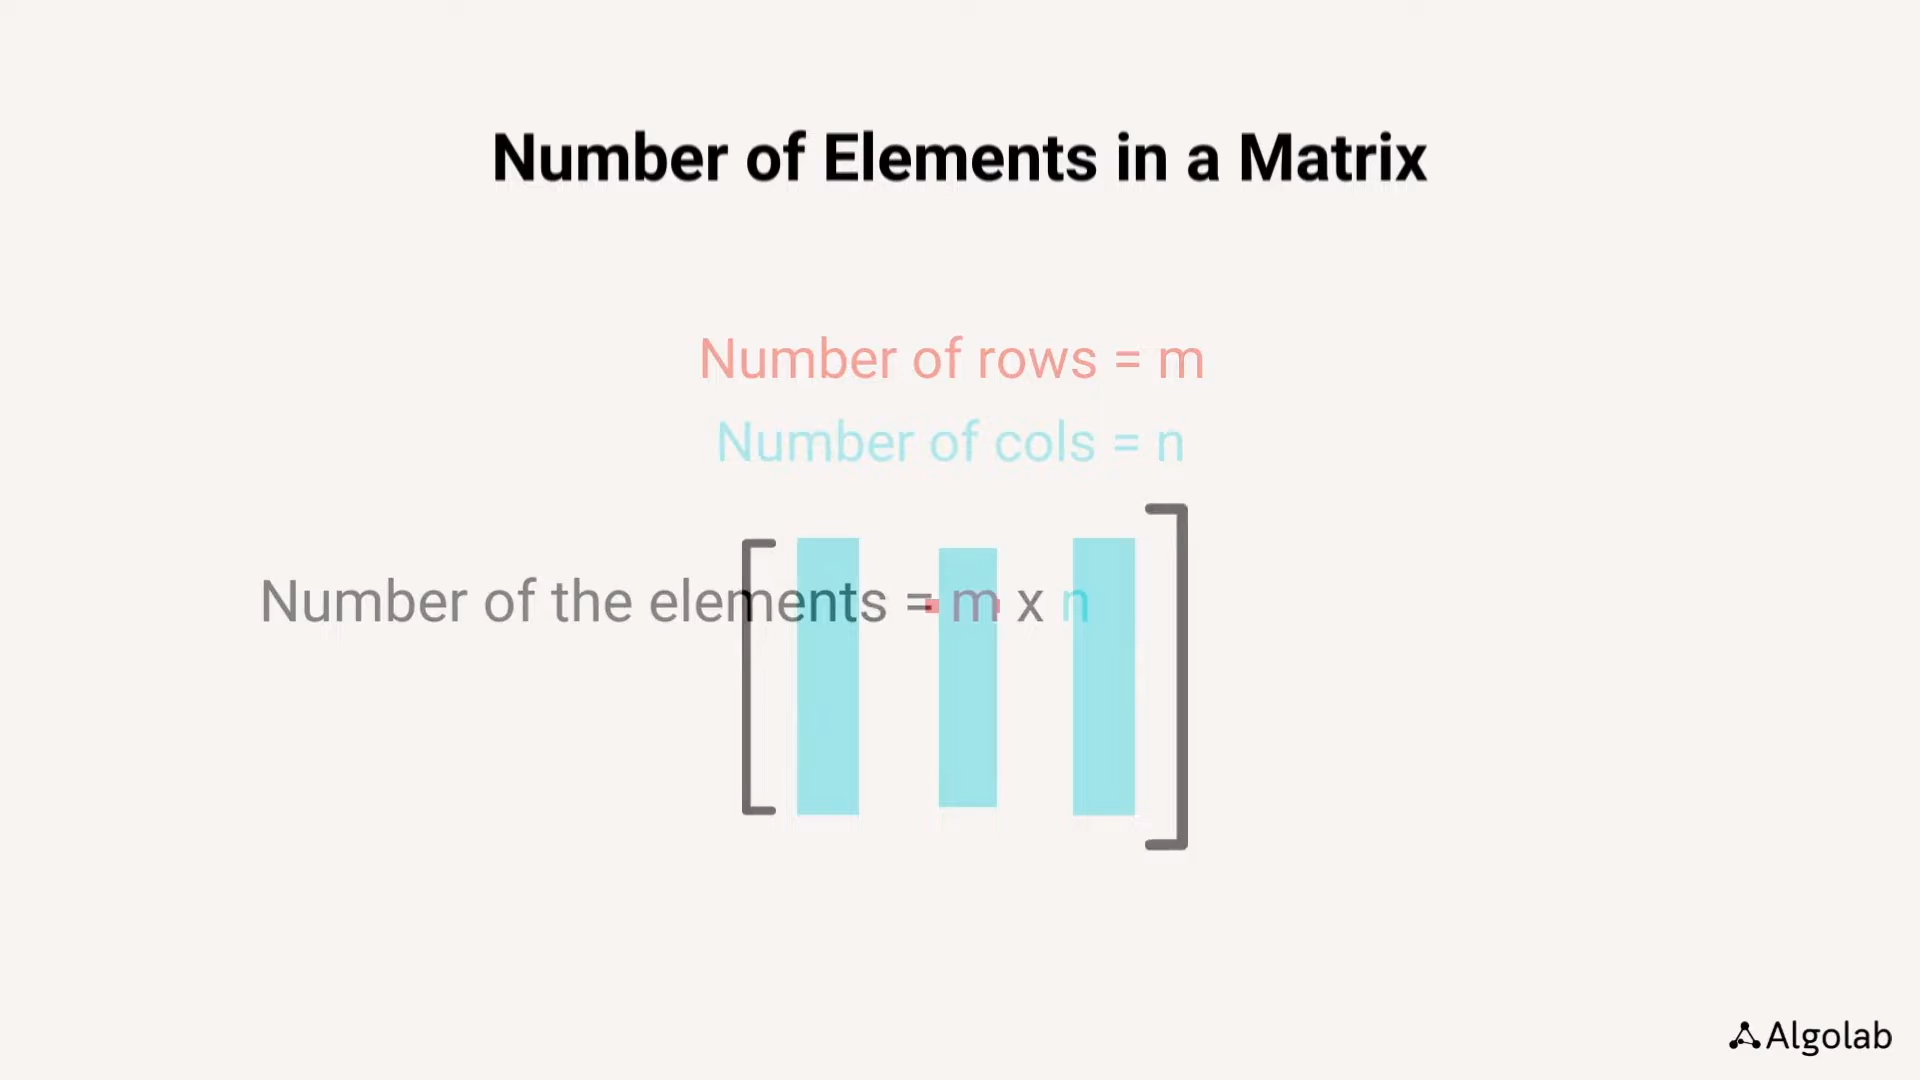 Number of Elements in a Matrix
Number of rows = m
Number of cols = n
Number of the elements = m x n
Algolab